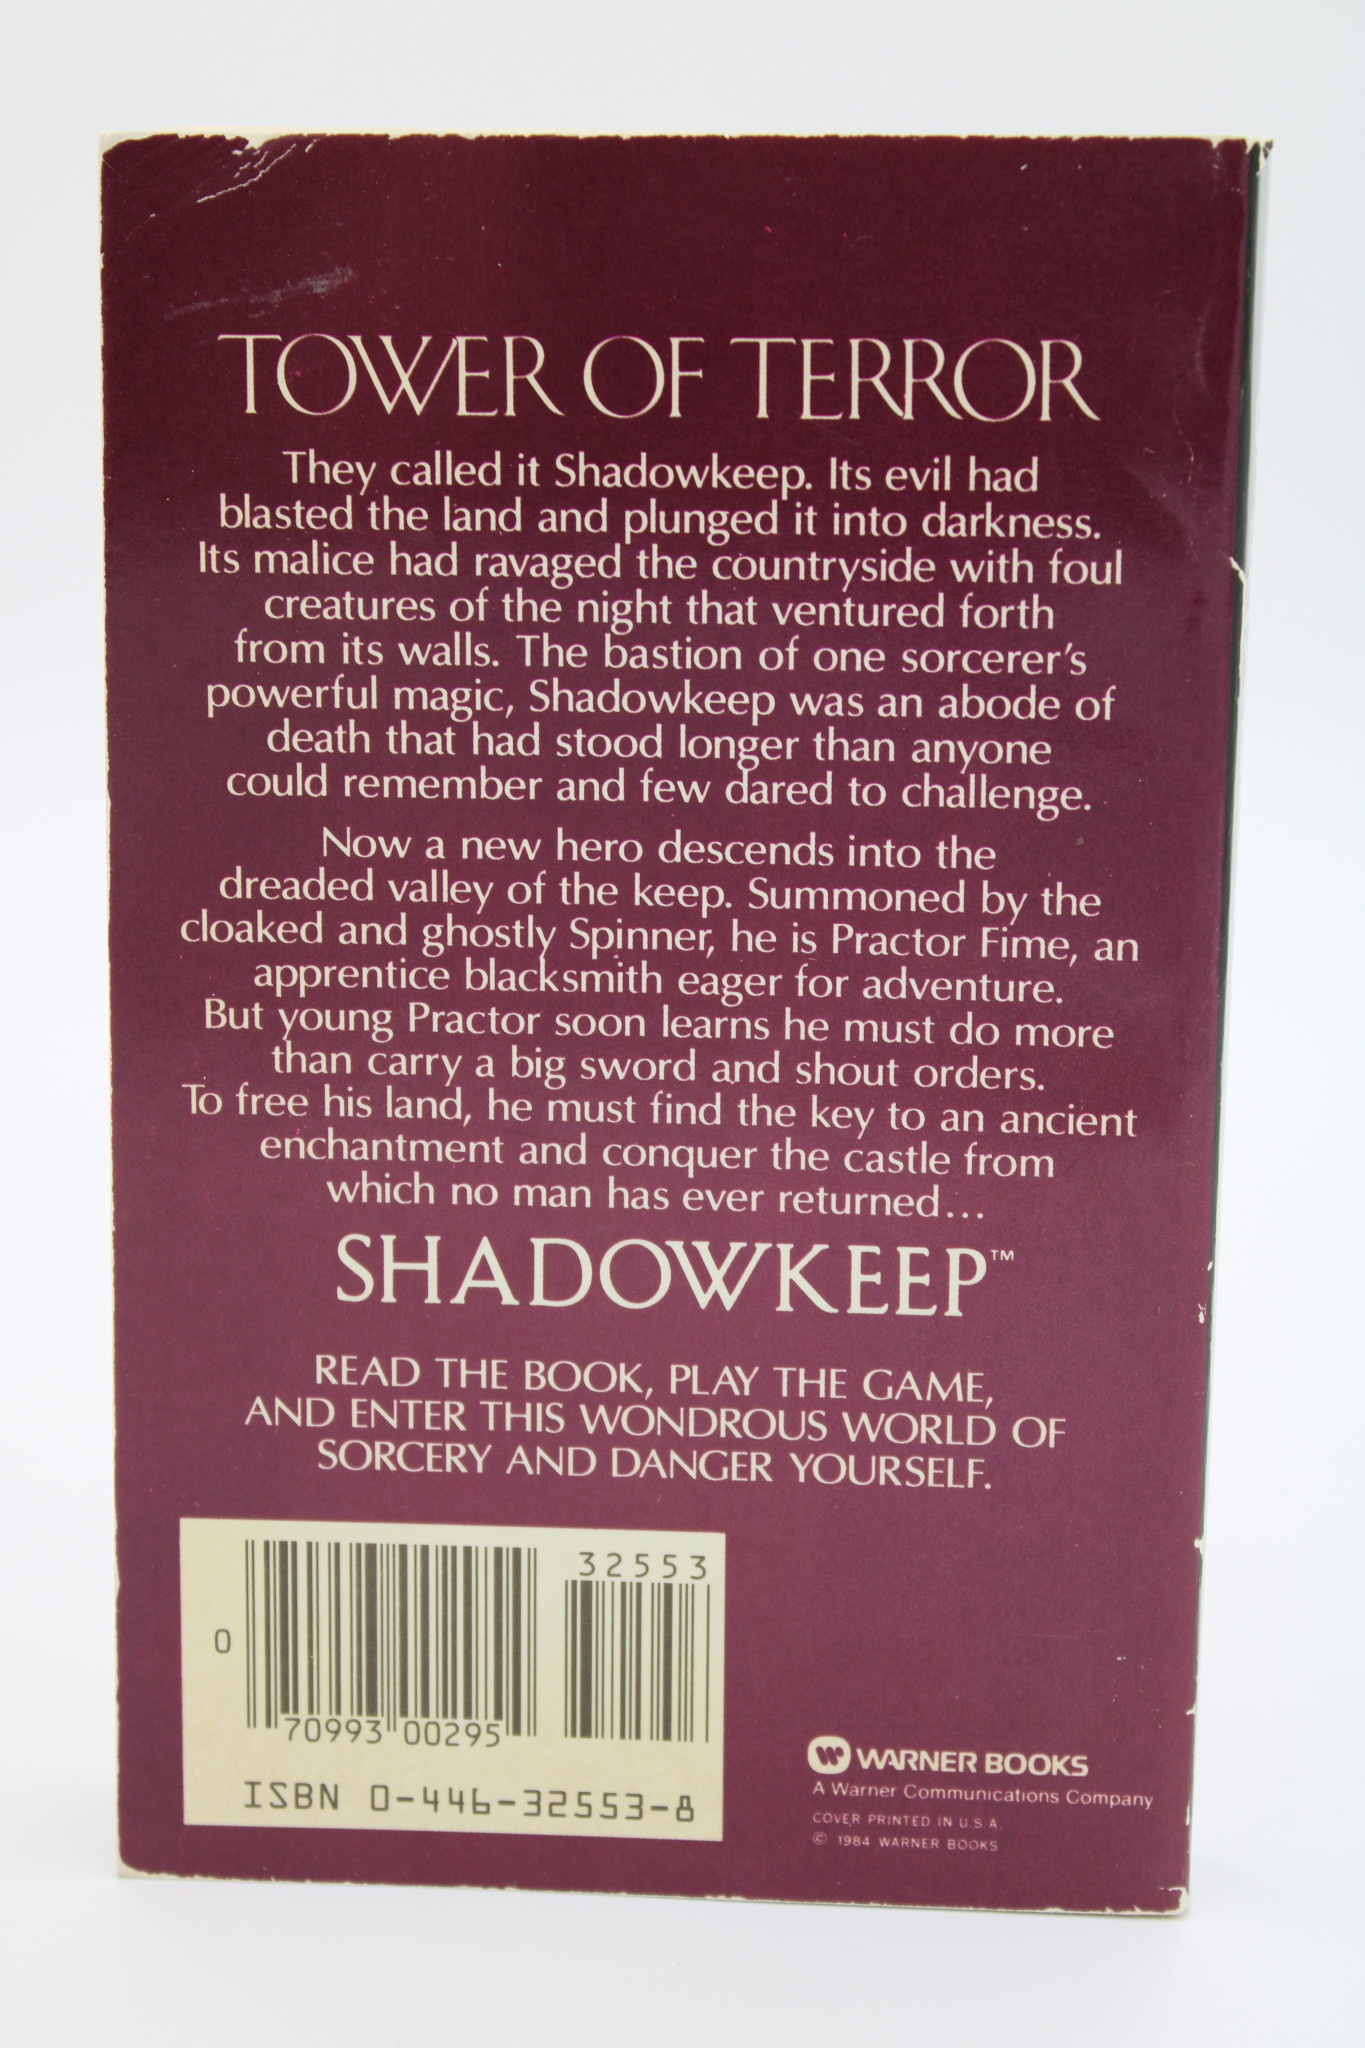 TOWER OF TERROR
They called it Shadowkeep. Its evil had
blasted the land and plunged it into darkness.
Its malice had ravaged the countryside with foul
creatures of the night that ventured forth
from its walls. The bastion of one sorcerer's
powerful magic, Shadowkeep was an abode of
death that had stood longer than anyone
could remember and few dared to challenge.
Now a new hero descends into the
dreaded valley of the keep. Summoned by the
cloaked and ghostly Spinner, he is Practor Fime, an
apprentice blacksmith eager for adventure.
But young Practor soon learns he must do more
than carry a big sword and shout orders.
To free his land, he must find the key to an ancient
enchantment and conquer the castle from
which no man has ever returned...
SHADOWKEEP™
READ THE BOOK, PLAY THE GAME,
AND ENTER THIS WONDROUS WORLD OF
SORCERY AND DANGER YOURSELF.
32553
0
70993 00295
ISBN 0-446-32553-8
WARNER BOOKS
A Warner Communications Company
COVER PRINTED IN U.S.A.
© 1984 WARNER BOOKS